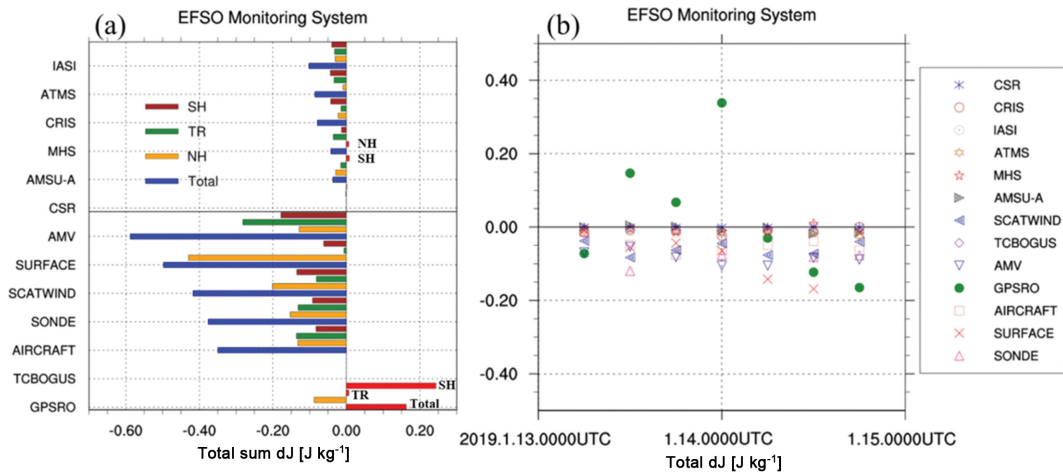 EFSO Monitoring System
(a)
IASI
ATMS
CRIS
MHS
AMSU-A
CSR
AMV
SURFACE
SCATWIND
SONDE
AIRCRAFT
TCBOGUS
GPSRO
SH
TR
NH
Total
NH
SH
SH
TR
Total
-0.60 -0.40 -0.20 0.00 0.20
Total sum dJ [J kg⁻¹]
EFSO Monitoring System
(b)
0.40
0.20
0.00
-0.20
-0.40
2019.1.13.0000UTC 1.14.0000UTC 1.15.0000UTC
Total dJ [J kg⁻¹]
CSR
CRIS
IASI
ATMS
MHS
AMSU-A
SCATWIND
TCBOGUS
AMV
GPSRO
AIRCRAFT
SURFACE
SONDE